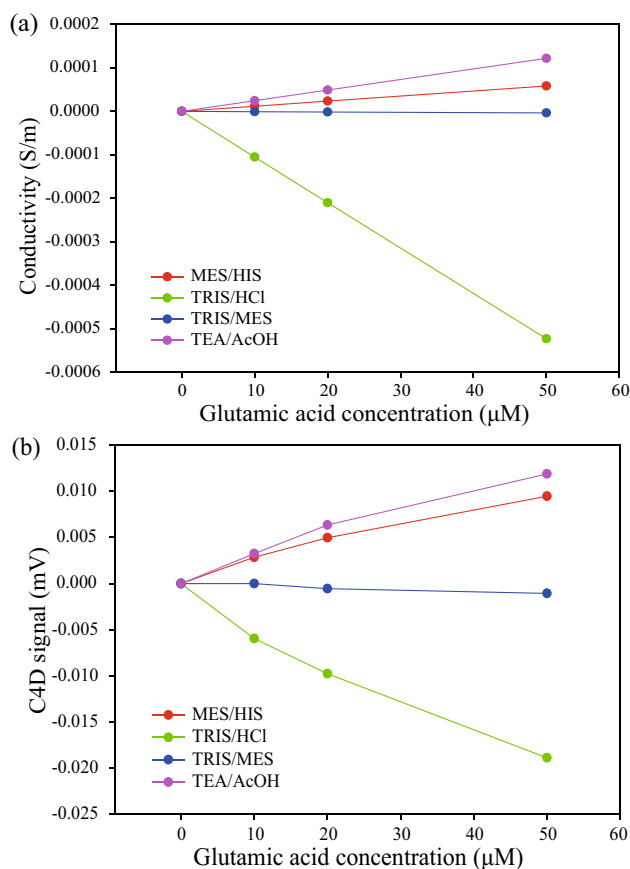 (a)
0.0002
0.0001
0.0000
-0.0001
-0.0002
-0.0003
-0.0004
-0.0005
-0.0006
Conductivity (S/m)
MES/HIS
TRIS/HCl
TRIS/MES
TEA/AcOH
0 10 20 30 40 50 60
Glutamic acid concentration (μM)
(b)
0.015
0.010
0.005
0.000
-0.005
-0.010
-0.015
-0.020
-0.025
C4D signal (mV)
MES/HIS
TRIS/HCl
TRIS/MES
TEA/AcOH
0 10 20 30 40 50 60
Glutamic acid concentration (μM)